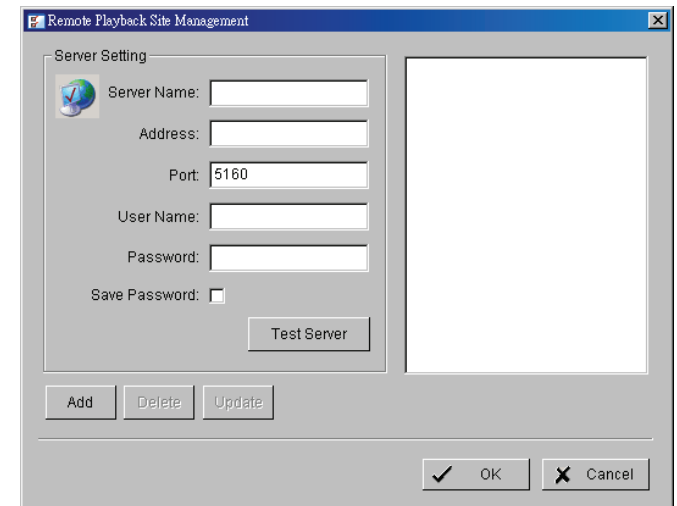 Remote Playback Site Management
Server Setting
Server Name:
Address:
Port: 5160
User Name:
Password:
Save Password:
Test Server
Add Delete Update
OK Cancel